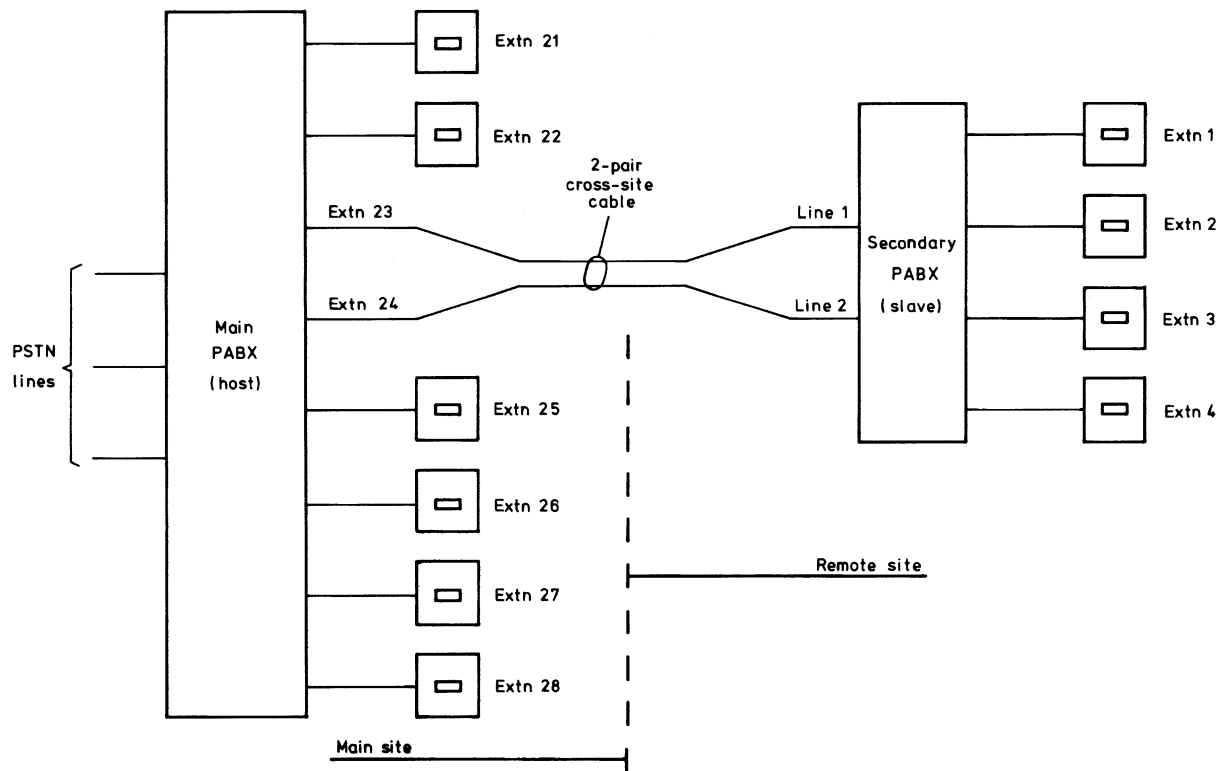 Extn 21
Extn 22
2-pair
cross-site
cable
Extn 23
Extn 24
Line 1
Line 2
PSTN
lines
Main
PABX
(host)
Secondary
PABX
(slave)
Extn 1
Extn 2
Extn 3
Extn 4
Extn 25
Extn 26
Extn 27
Extn 28
Remote site
Main site